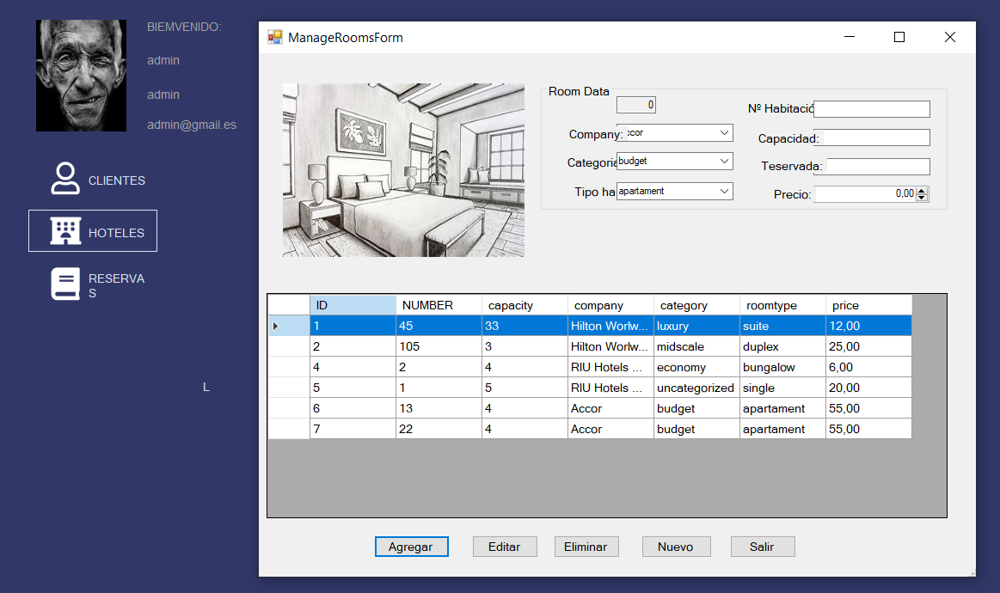 BIEMVENIDO:
admin
admin
admin@gmail.es
CLIENTES
HOTELES
RESERVA
S
L
ManageRoomsForm
Room Data
0
Company: ccor
Categoria budget
Tipo ha apartament
Nº Habitació
Capacidad:
Teservada:
Precio: 0,00
ID NUMBER capacity company category roomtype price
1 45 33 Hilton Worlw... luxury suite 12,00
2 105 3 Hilton Worlw... midscale duplex 25,00
4 2 4 RIU Hotels ... economy bungalow 6,00
5 1 5 RIU Hotels ... uncategorized single 20,00
6 13 4 Accor budget apartament 55,00
7 22 4 Accor budget apartament 55,00
Agregar Editar Eliminar Nuevo Salir